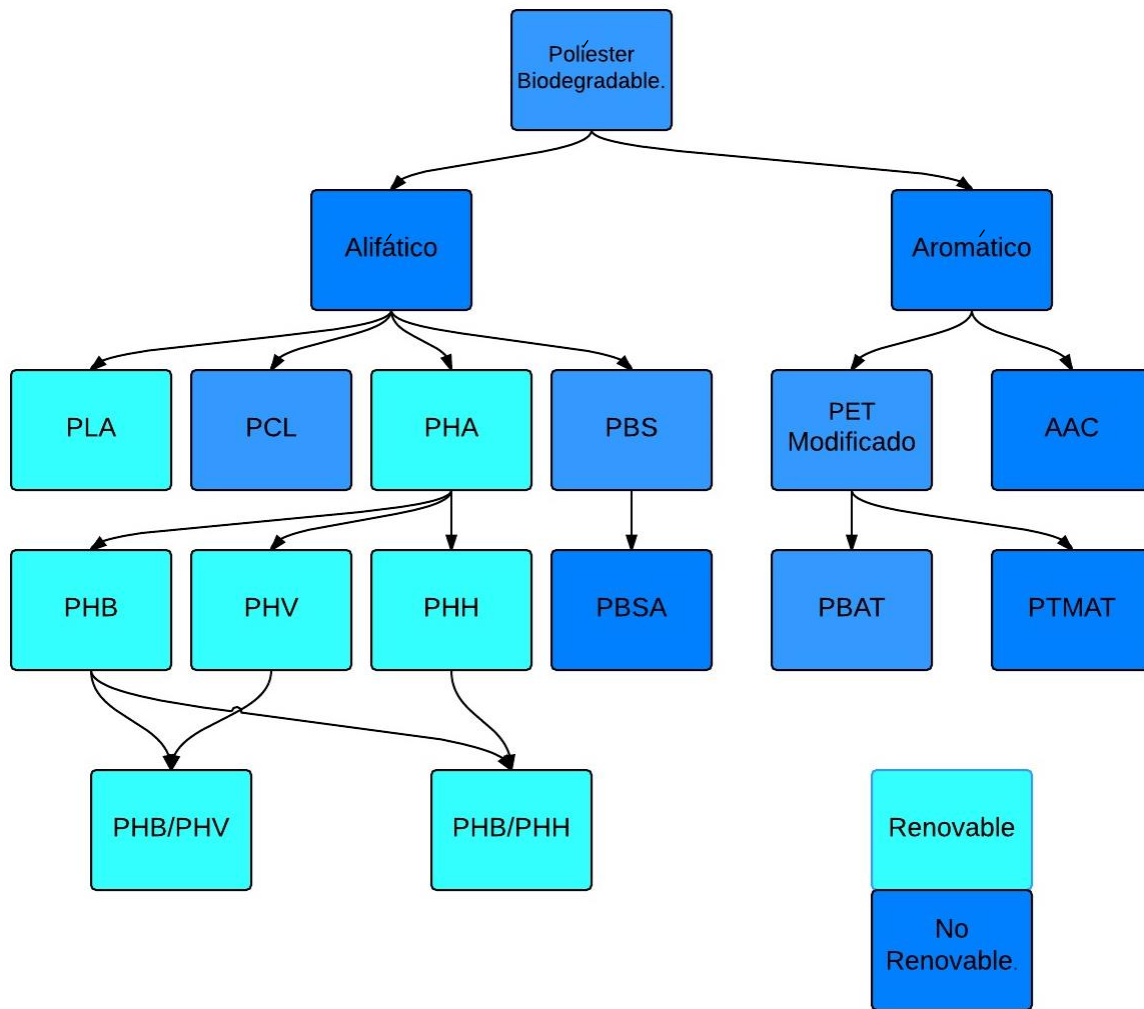 Políester
Biodegradable.
Alifático
Aromático
PLA
PCL
PHA
PBS
PET
Modificado
AAC
PHB
PHV
PHH
PBSA
PBAT
PTMAT
PHB/PHV
PHB/PHH
Renovable
No
Renovable.